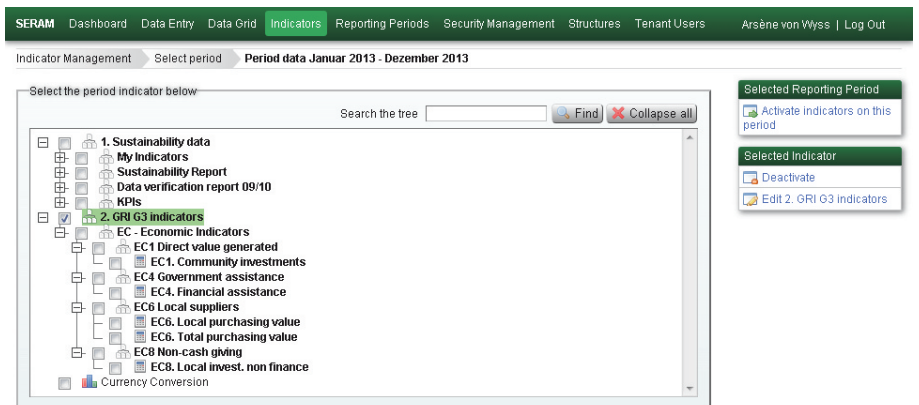 SERAM Dashboard Data Entry Data Grid Indicators Reporting Periods Security Management Structures Tenant Users Arsène von Wyss | Log Out
Indicator Management Select period Period data Januar 2013 - Dezember 2013
Select the period indicator below
Search the tree Find Collapse all
1. Sustainability data
My Indicators
Sustainability Report
Data verification report 09/10
KPIs
2. GRI G3 indicators
EC - Economic Indicators
EC1 Direct value generated
EC1. Community investments
EC4 Government assistance
EC4. Financial assistance
EC6 Local suppliers
EC6. Local purchasing value
EC6. Total purchasing value
EC8 Non-cash giving
EC8. Local invest. non finance
Currency Conversion
Selected Reporting Period
Activate indicators on this
period
Selected Indicator
Deactivate
Edit 2. GRI G3 indicators